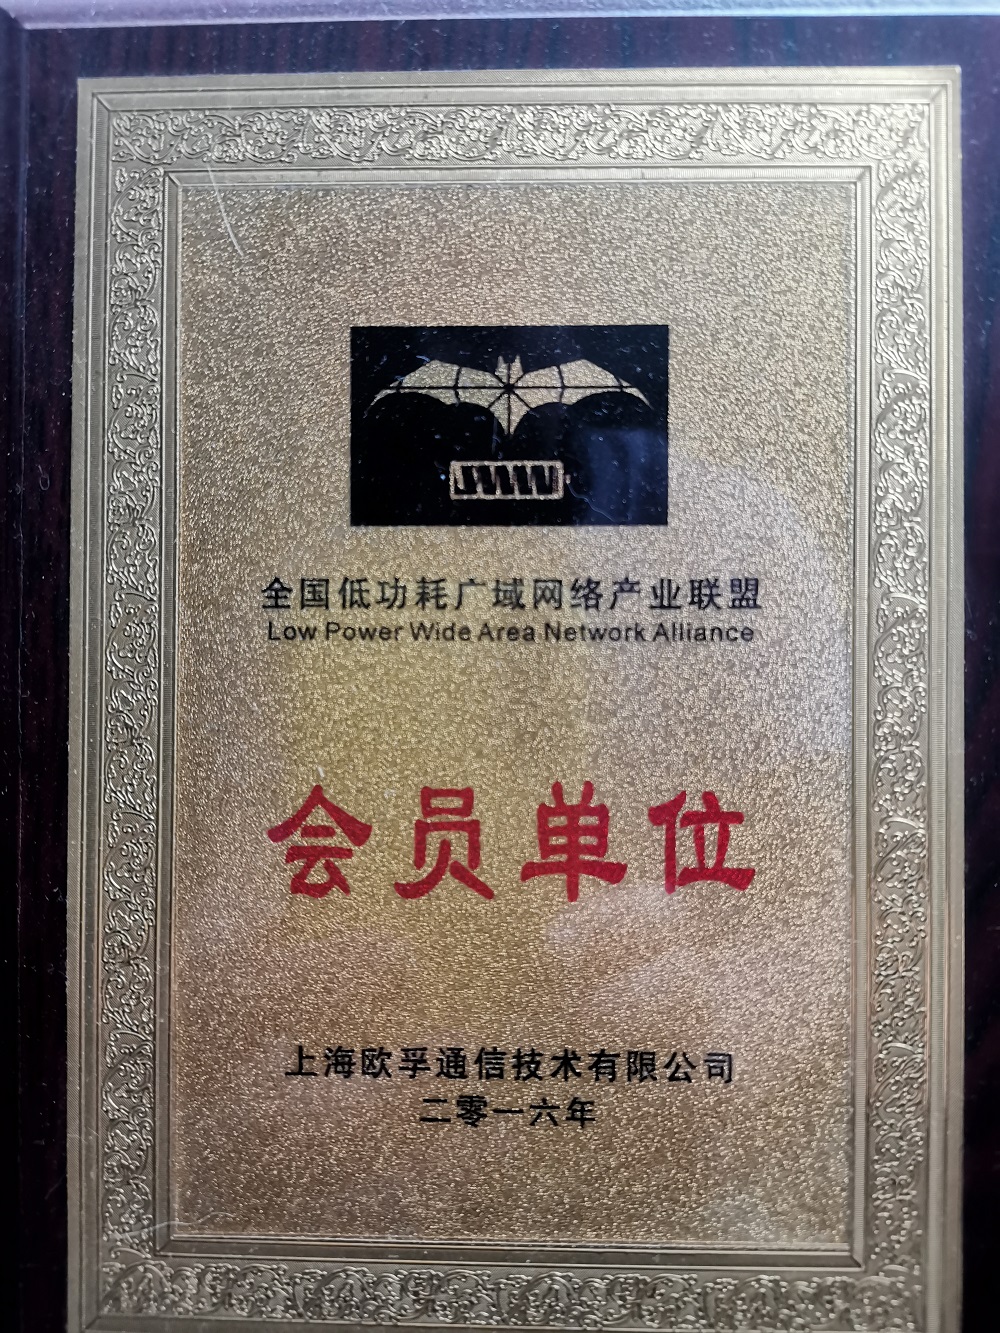 全国低功耗广域网络产业联盟
Low Power Wide Area Network Alliance
会员单位
上海欧孚通信技术有限公司
二零一六年